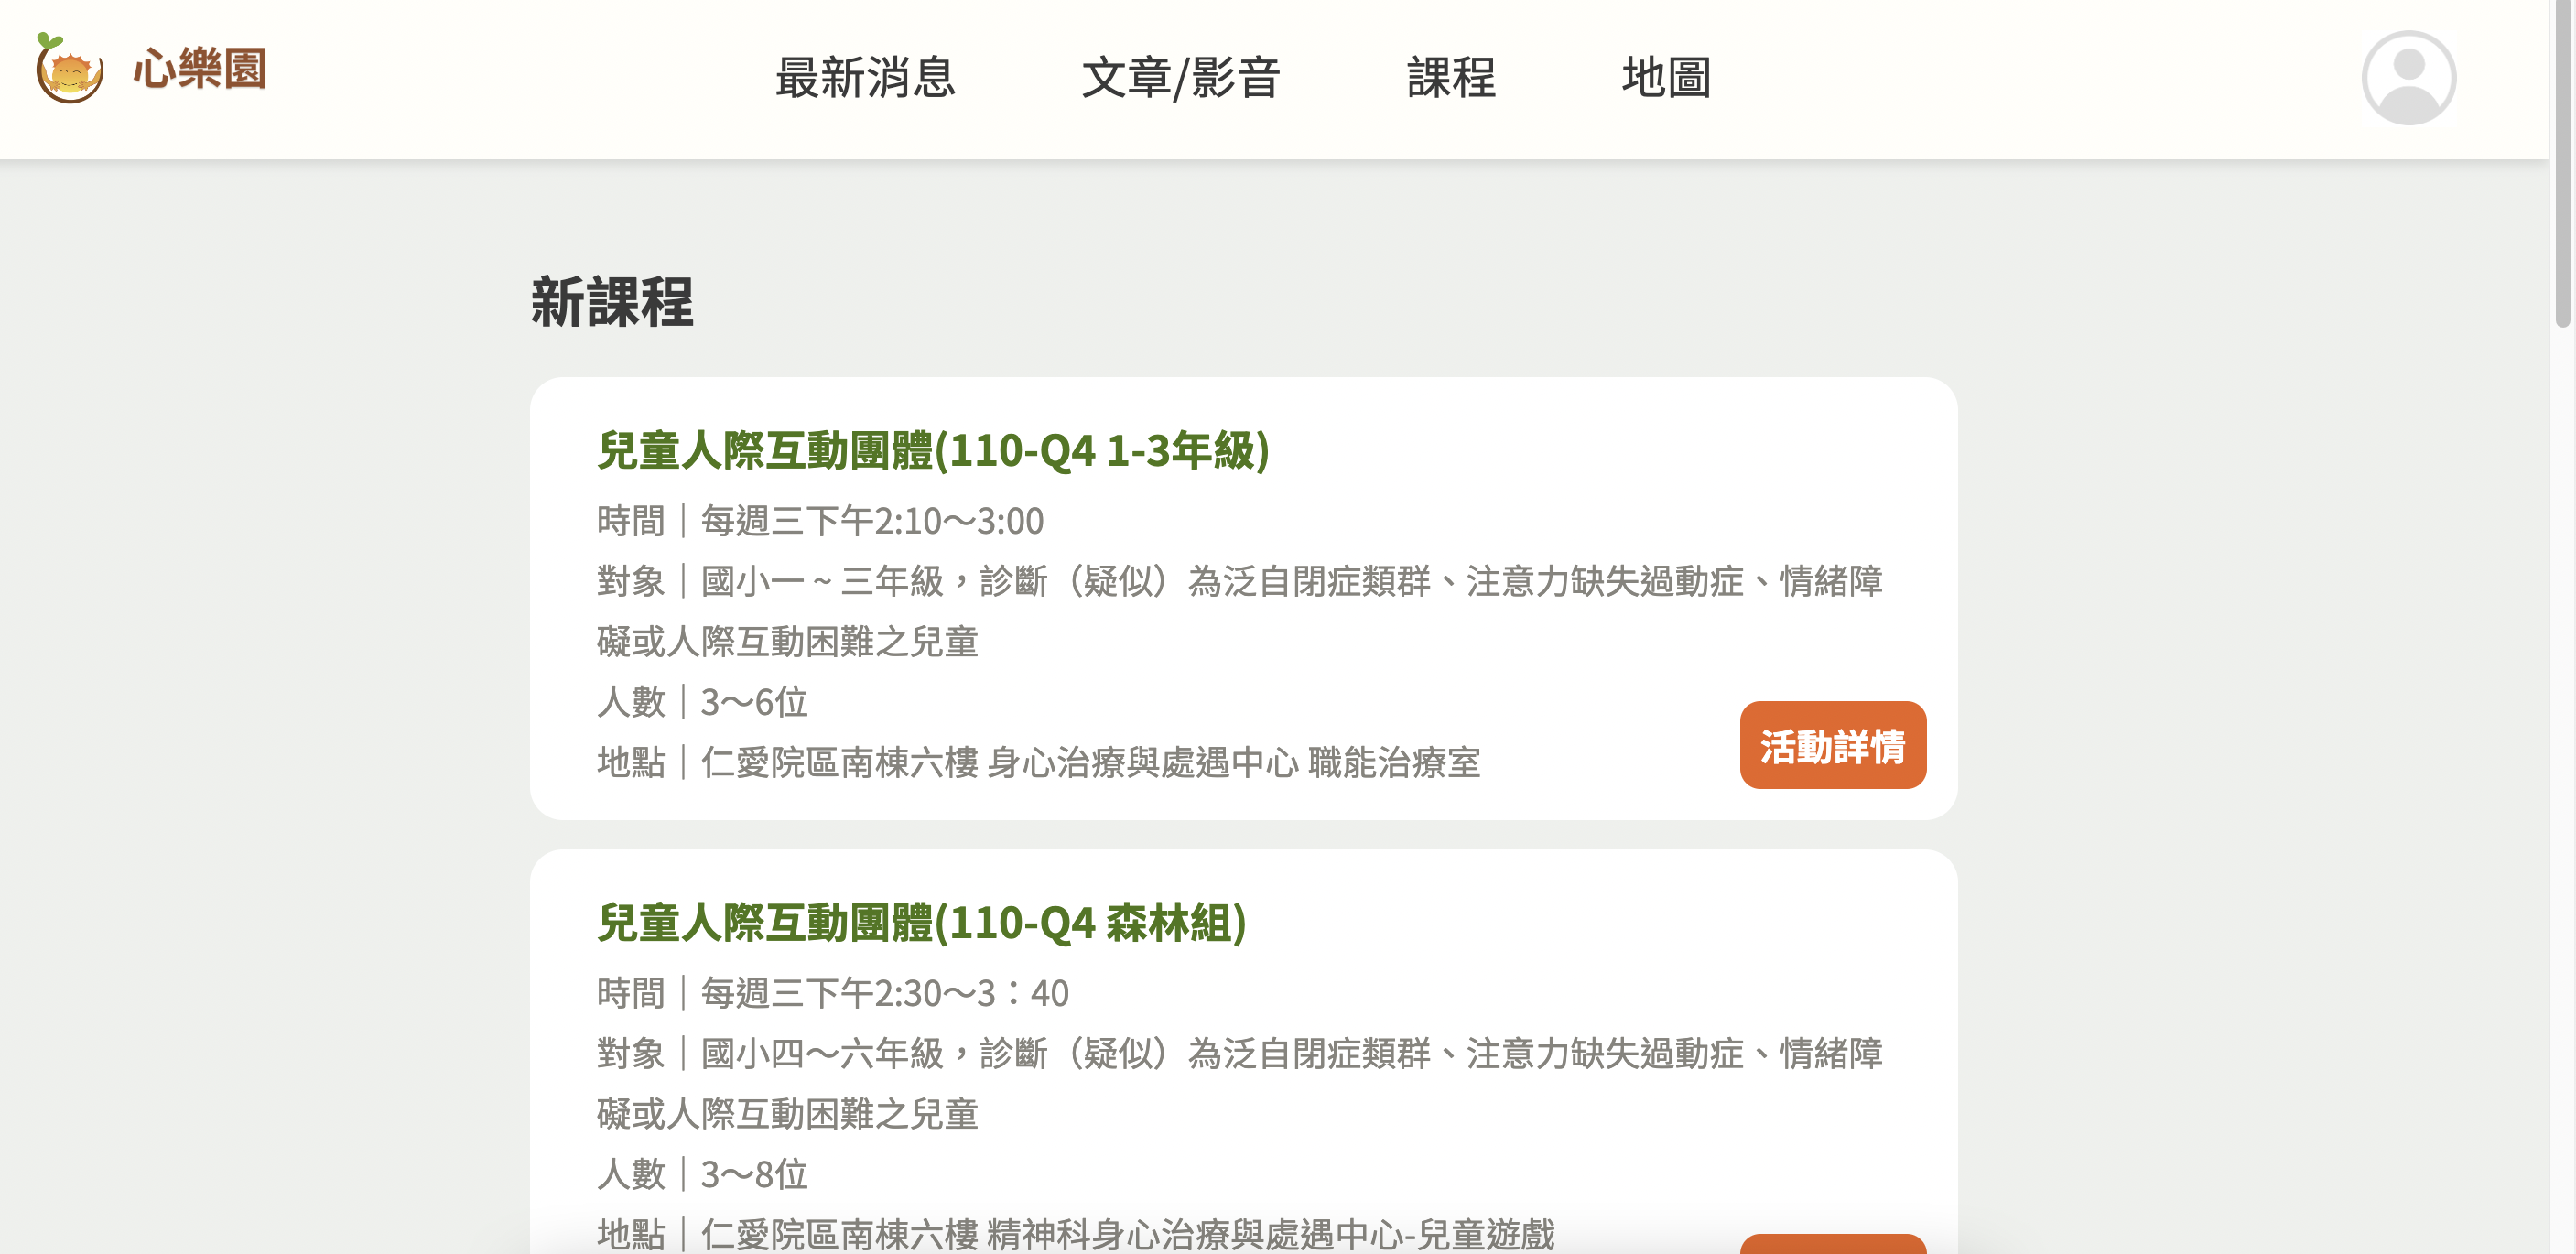 心樂園
最新消息
文章/影音
課程
地圖
新課程
兒童人際互動團體(110-Q4 1-3年級)
時間｜每週三下午2:10～3:00
對象｜國小一 ~ 三年級，診斷（疑似）為泛自閉症類群、注意力缺失過動症、情緒障
礙或人際互動困難之兒童
人數｜3～6位
地點｜仁愛院區南棟六樓 身心治療與處遇中心 職能治療室
活動詳情
兒童人際互動團體(110-Q4 森林組)
時間｜每週三下午2:30～3：40
對象｜國小四～六年級，診斷（疑似）為泛自閉症類群、注意力缺失過動症、情緒障
礙或人際互動困難之兒童
人數｜3～8位
地點｜仁愛院區南棟六樓 精神科身心治療與處遇中心-兒童遊戲